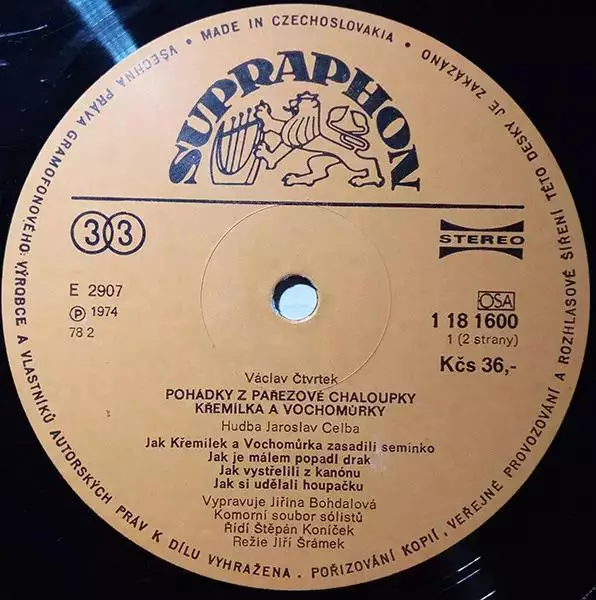 VŠECHNA PRÁVA GRAMOFONOVÉHO VÝROBCE A VLASTNÍKŮ AUTORSKÝCH PRÁV K DÍLU VYHRAŽENA. POŘIZOVÁNÍ KOPIÍ, VEŘEJNÉ PROVOZOVÁNÍ A ROZHLASOVÉ ŠÍŘENÍ TÉTO DESKY JE ZAKÁZÁNO • MADE IN CZECHOSLOVAKIA •
SUPRAPHON
33
STEREO
E 2907
Ⓟ 1974
78 2
OSA
1 18 1600
1 (2 strany)
Kčs 36,-
Václav Čtvrtek
POHÁDKY Z PAŘEZOVÉ CHALOUPKY
KŘEMÍLKA A VOCHOMŮRKY
Hudba Jaroslav Celba
Jak Křemílek a Vochomůrka zasadili semínko
Jak je málem popadl drak
Jak vystřelili z kanónu
Jak si udělali houpačku
Vypravuje Jiřina Bohdalová
Komorní soubor sólistů
Řídí Štěpán Koníček
Režie Jiří Šrámek